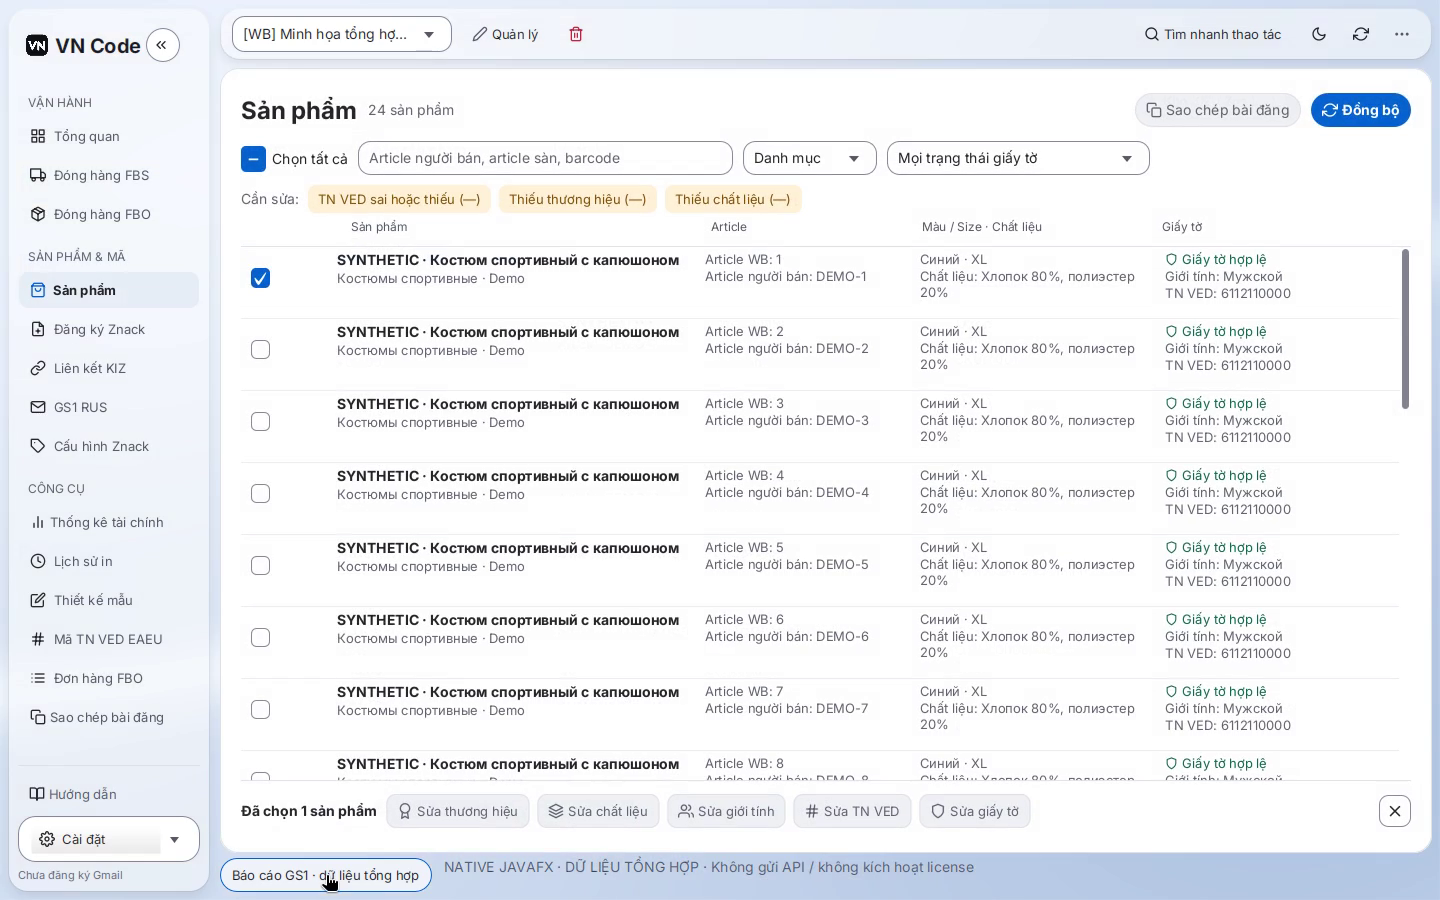 VN Code
VẬN HÀNH
Tổng quan
Đóng hàng FBS
Đóng hàng FBO
SẢN PHẨM & MÃ
Sản phẩm
Đăng ký Znack
Liên kết KIZ
GS1 RUS
Cấu hình Znack
CÔNG CỤ
Thống kê tài chính
Lịch sử in
Thiết kế mẫu
Mã TN VED EAEU
Đơn hàng FBO
Sao chép bài đăng
Hướng dẫn
Cài đặt
Chưa đăng ký Gmail
[WB] Minh họa tổng hợ...
Quản lý
Tìm nhanh thao tác
Sản phẩm 24 sản phẩm
Sao chép bài đăng
Đồng bộ
Chọn tất cả
Article người bán, article sàn, barcode
Danh mục
Mọi trạng thái giấy tờ
Cần sửa: TN VED sai hoặc thiếu (—) Thiếu thương hiệu (—) Thiếu chất liệu (—)
Sản phẩm Article Màu / Size · Chất liệu Giấy tờ
SYNTHETIC · Костюм спортивный с капюшоном Article WB: 1 Синий · XL Giấy tờ hợp lệ
Костюмы спортивные · Demo Article người bán: DEMO-1 Chất liệu: Хлопок 80%, полиэстер Giới tính: Мужской
20% TN VED: 6112110000
SYNTHETIC · Костюм спортивный с капюшоном Article WB: 2 Синий · XL Giấy tờ hợp lệ
Костюмы спортивные · Demo Article người bán: DEMO-2 Chất liệu: Хлопок 80%, полиэстер Giới tính: Мужской
20% TN VED: 6112110000
SYNTHETIC · Костюм спортивный с капюшоном Article WB: 3 Синий · XL Giấy tờ hợp lệ
Костюмы спортивные · Demo Article người bán: DEMO-3 Chất liệu: Хлопок 80%, полиэстер Giới tính: Мужской
20% TN VED: 6112110000
SYNTHETIC · Костюм спортивный с капюшоном Article WB: 4 Синий · XL Giấy tờ hợp lệ
Костюмы спортивные · Demo Article người bán: DEMO-4 Chất liệu: Хлопок 80%, полиэстер Giới tính: Мужской
20% TN VED: 6112110000
SYNTHETIC · Костюм спортивный с капюшоном Article WB: 5 Синий · XL Giấy tờ hợp lệ
Костюмы спортивные · Demo Article người bán: DEMO-5 Chất liệu: Хлопок 80%, полиэстер Giới tính: Мужской
20% TN VED: 6112110000
SYNTHETIC · Костюм спортивный с капюшоном Article WB: 6 Синий · XL Giấy tờ hợp lệ
Костюмы спортивные · Demo Article người bán: DEMO-6 Chất liệu: Хлопок 80%, полиэстер Giới tính: Мужской
20% TN VED: 6112110000
SYNTHETIC · Костюм спортивный с капюшоном Article WB: 7 Синий · XL Giấy tờ hợp lệ
Костюмы спортивные · Demo Article người bán: DEMO-7 Chất liệu: Хлопок 80%, полиэстер Giới tính: Мужской
20% TN VED: 6112110000
SYNTHETIC · Костюм спортивный с капюшоном Article WB: 8 Синий · XL Giấy tờ hợp lệ
Đã chọn 1 sản phẩm Sửa thương hiệu Sửa chất liệu Sửa giới tính Sửa TN VED Sửa giấy tờ
Báo cáo GS1 · dữ liệu tổng hợp
NATIVE JAVAFX · DỮ LIỆU TỔNG HỢP · Không gửi API / không kích hoạt license